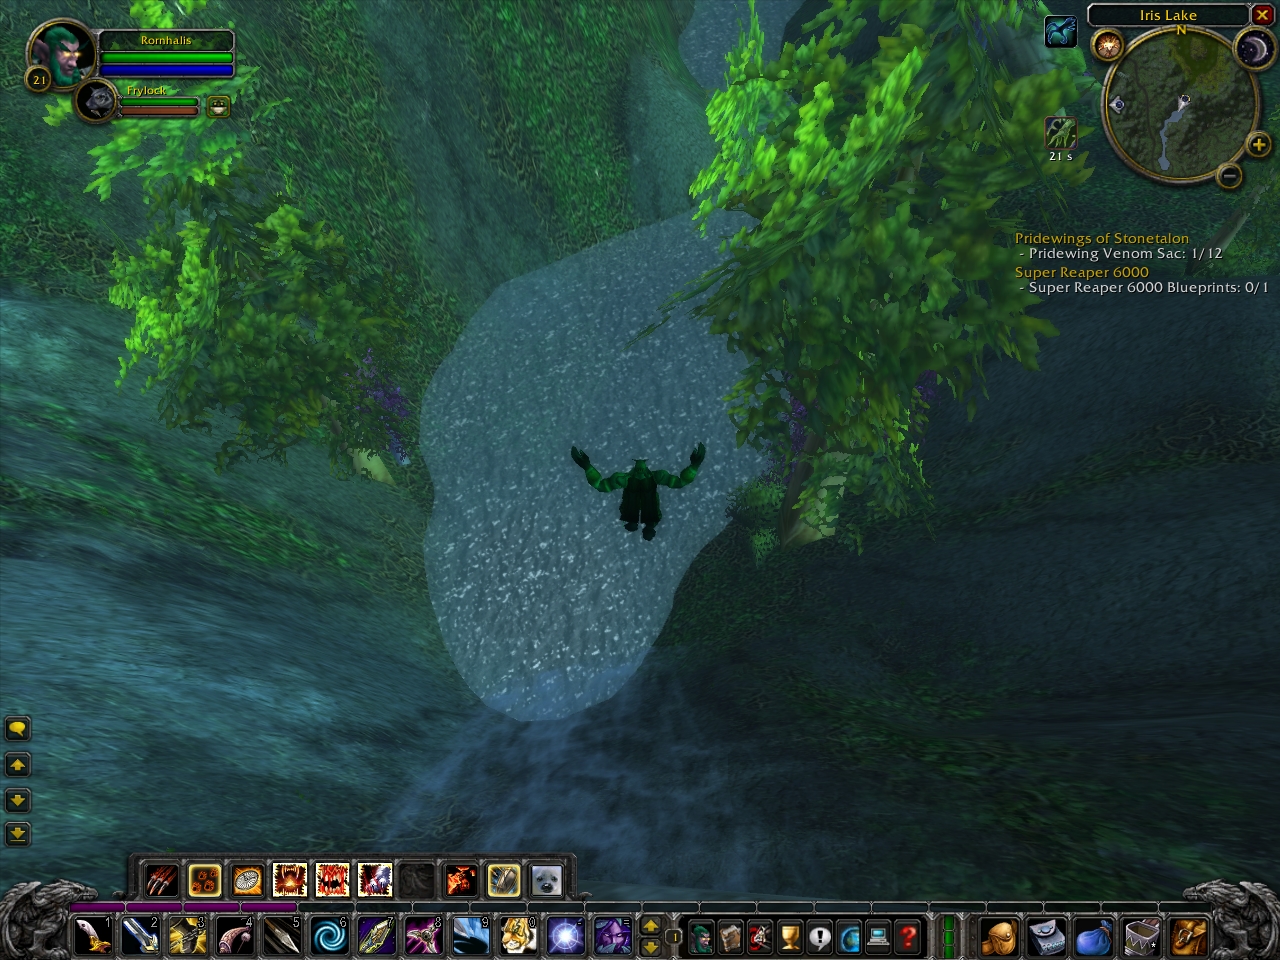 Iris Lake
N
Rornhalis
21
Frylock
21 s
Pridewings of Stonetalon
- Pridewing Venom Sac: 1/12
Super Reaper 6000
- Super Reaper 6000 Blueprints: 0/1
1 2 3 4 5 6 7 8 9 0 - =
1